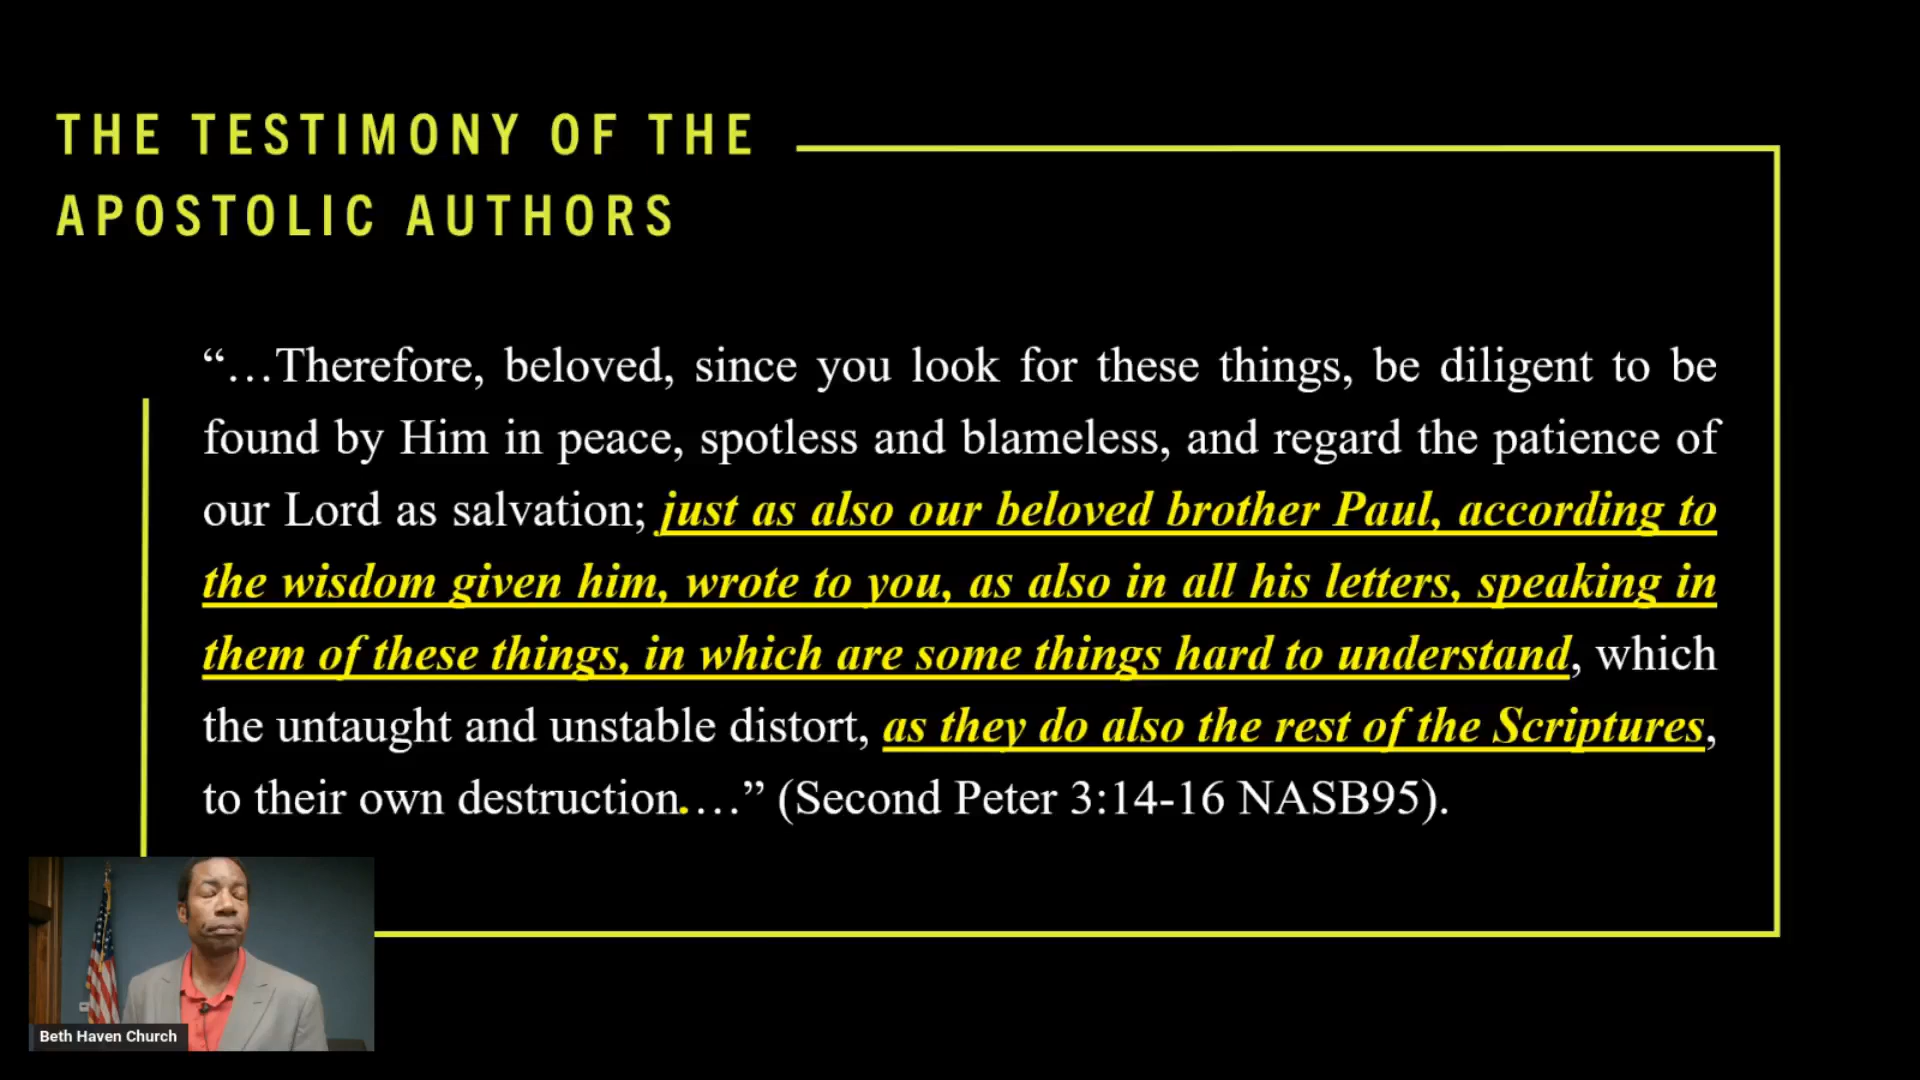 THE TESTIMONY OF THE
APOSTOLIC AUTHORS
“…Therefore, beloved, since you look for these things, be diligent to be
found by Him in peace, spotless and blameless, and regard the patience of
our Lord as salvation; just as also our beloved brother Paul, according to
the wisdom given him, wrote to you, as also in all his letters, speaking in
them of these things, in which are some things hard to understand, which
the untaught and unstable distort, as they do also the rest of the Scriptures,
to their own destruction.…” (Second Peter 3:14-16 NASB95).
Beth Haven Church